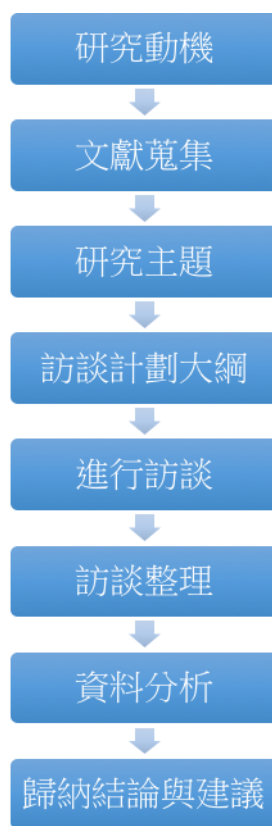 研究動機
文獻蒐集
研究主題
訪談計劃大綱
進行訪談
訪談整理
資料分析
歸納結論與建議